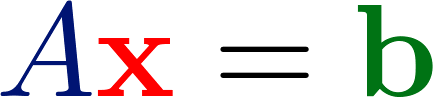 Ax = b